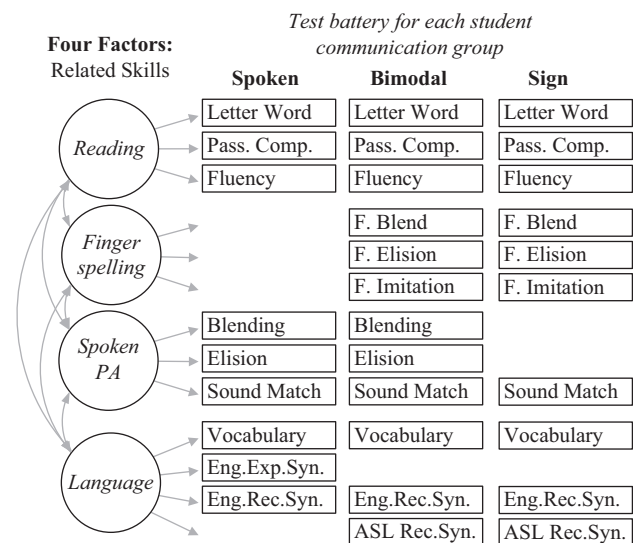 Test battery for each student
communication group
Four Factors:
Related Skills
Spoken Bimodal Sign
Reading
Letter Word Letter Word Letter Word
Pass. Comp. Pass. Comp. Pass. Comp.
Fluency Fluency Fluency
Finger
spelling
F. Blend F. Blend
F. Elision F. Elision
F. Imitation F. Imitation
Spoken
PA
Blending Blending
Elision Elision
Sound Match Sound Match Sound Match
Language
Vocabulary Vocabulary Vocabulary
Eng.Exp.Syn.
Eng.Rec.Syn. Eng.Rec.Syn. Eng.Rec.Syn.
ASL Rec.Syn. ASL Rec.Syn.